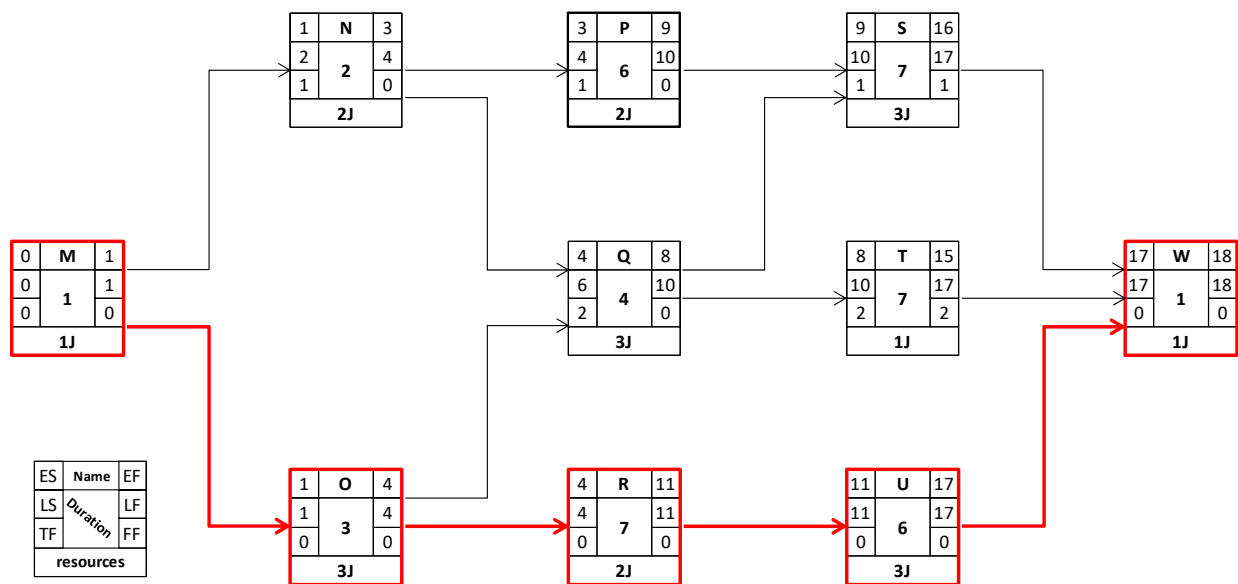 1 N 3
2 2 4
1 0
2J
3 P 9
4 6 10
1 0
2J
9 S 16
10 7 17
1 1
3J
0 M 1
0 1 1
0 0
1J
4 Q 8
6 4 10
2 0
3J
8 T 15
10 7 17
2 2
1J
17 W 18
17 1 18
0 0
1J
ES Name EF
LS Duration LF
TF FF
resources
1 O 4
1 3 4
0 0
3J
4 R 11
4 7 11
0 0
2J
11 U 17
11 6 17
0 0
3J